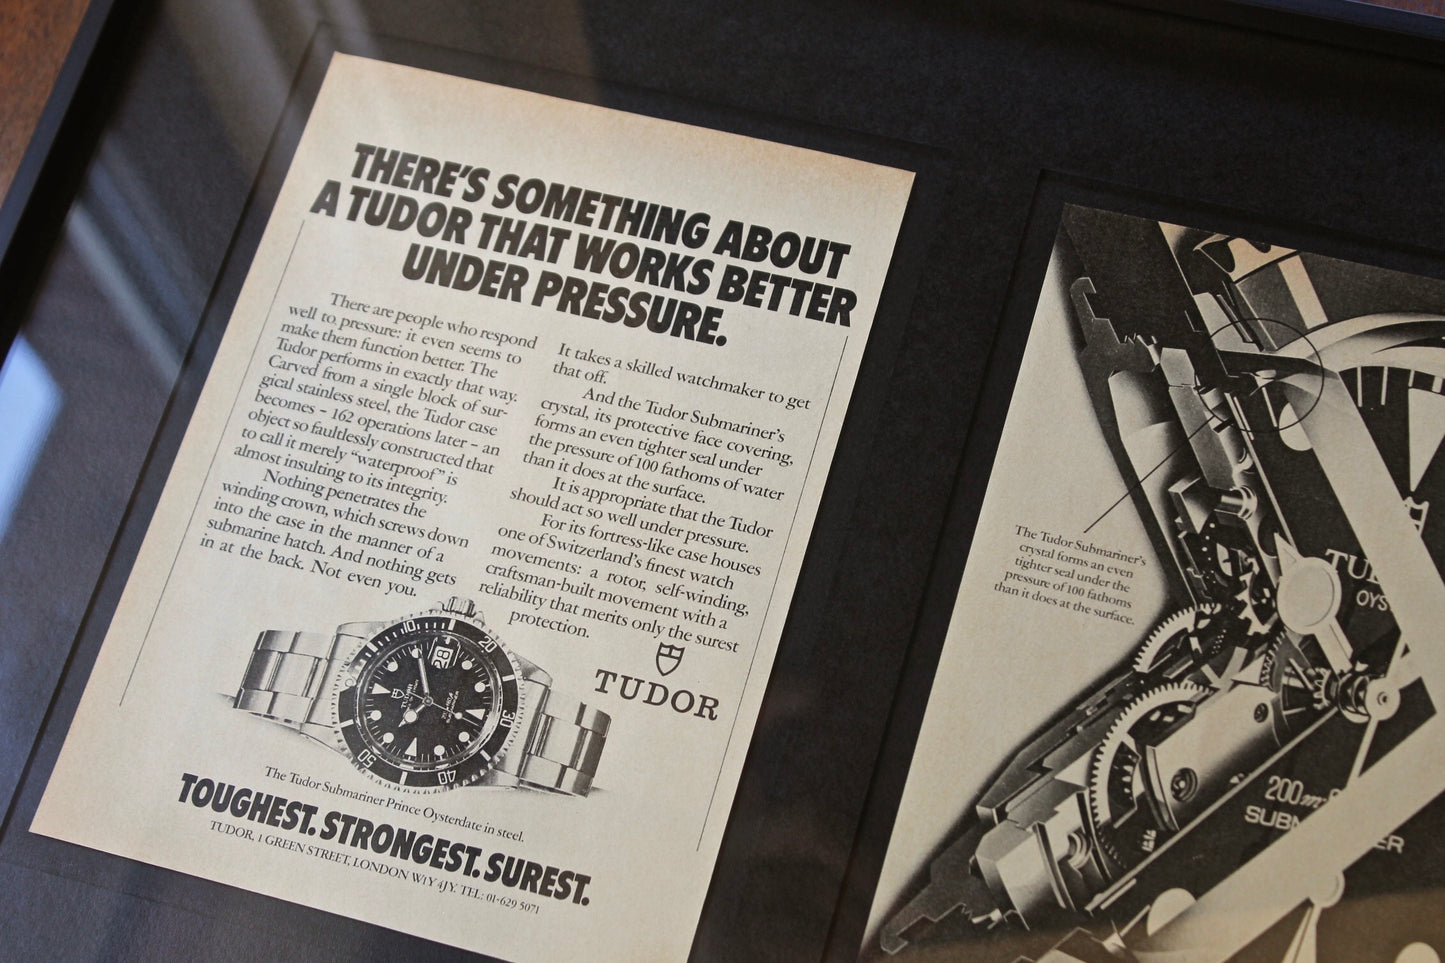 THERE'S SOMETHING ABOUT
A TUDOR THAT WORKS BETTER
UNDER PRESSURE.
There are people who respond
well to pressure: it even seems to
make them function better. The
Tudor performs in exactly that way.
Carved from a single block of sur-
gical stainless steel, the Tudor case
becomes – 162 operations later – an
object so faultlessly constructed that
to call it merely “waterproof” is
almost insulting to its integrity.
Nothing penetrates the
winding crown, which screws down
into the case in the manner of a
submarine hatch. And nothing gets
in at the back. Not even you.
It takes a skilled watchmaker to get
that off.
And the Tudor Submariner's
crystal, its protective face covering,
forms an even tighter seal under
the pressure of 100 fathoms of water
than it does at the surface.
It is appropriate that the Tudor
should act so well under pressure.
For its fortress-like case houses
one of Switzerland's finest watch
movements: a rotor, self-winding,
craftsman-built movement with a
reliability that merits only the surest
protection.
TUDOR
10
20
30
40
50
28
TUDOR
The Tudor Submariner Prince Oysterdate in steel.
TOUGHEST. STRONGEST. SUREST.
TUDOR, 1 GREEN STREET, LONDON W1Y 4JY. TEL: 01-629 5071
The Tudor Submariner's
crystal forms an even
tighter seal under the
pressure of 100 fathoms
than it does at the surface.
TU
OYS
200m
SUBM ER